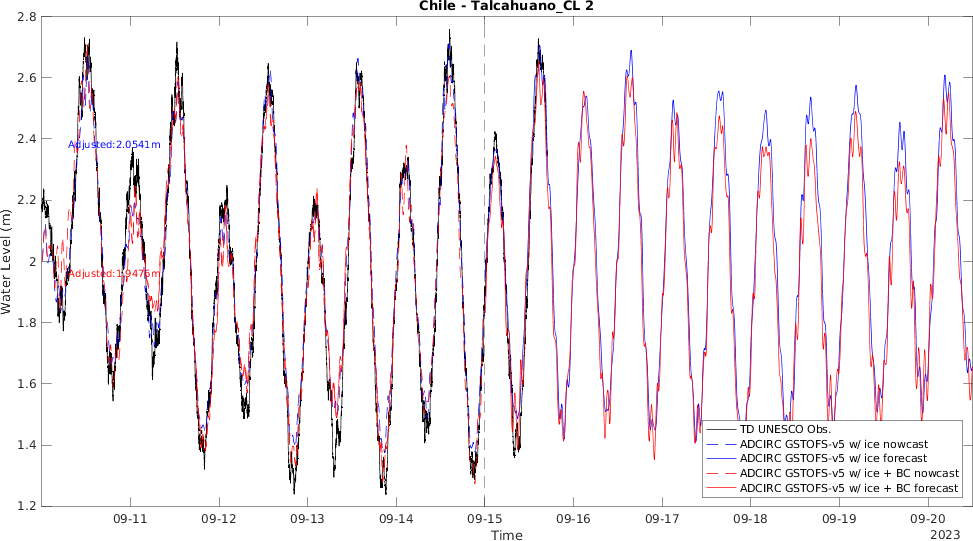 Chile - Talcahuano_CL 2
Water Level (m)
2.8
2.6
2.4
2.2
2
1.8
1.6
1.4
1.2
Adjusted:2.0541m
Adjusted:1.9475m
TD UNESCO Obs.
ADCIRC GSTOFS-v5 w/ ice nowcast
ADCIRC GSTOFS-v5 w/ ice forecast
ADCIRC GSTOFS-v5 w/ ice + BC nowcast
ADCIRC GSTOFS-v5 w/ ice + BC forecast
09-11 09-12 09-13 09-14 09-15 09-16 09-17 09-18 09-19 09-20
Time
2023